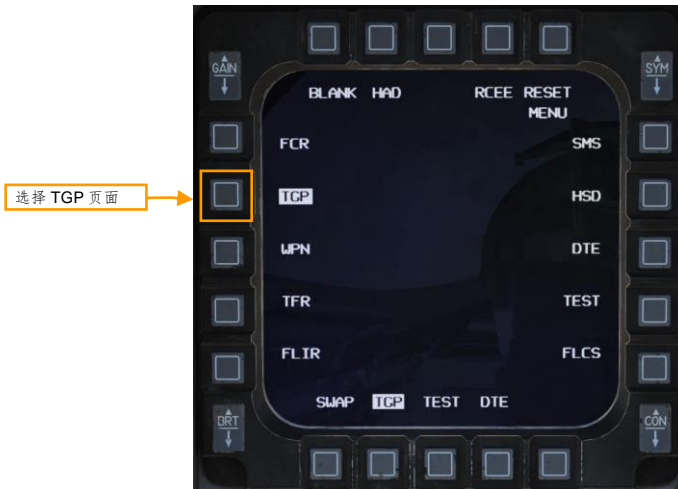 GAIN
SYM
BLANK HAD RCEE RESET
MENU
FCR SMS
选择 TGP 页面
TGP HSD
WPN DTE
TFR TEST
FLIR FLCS
SWAP TGP TEST DTE
BRT
CON